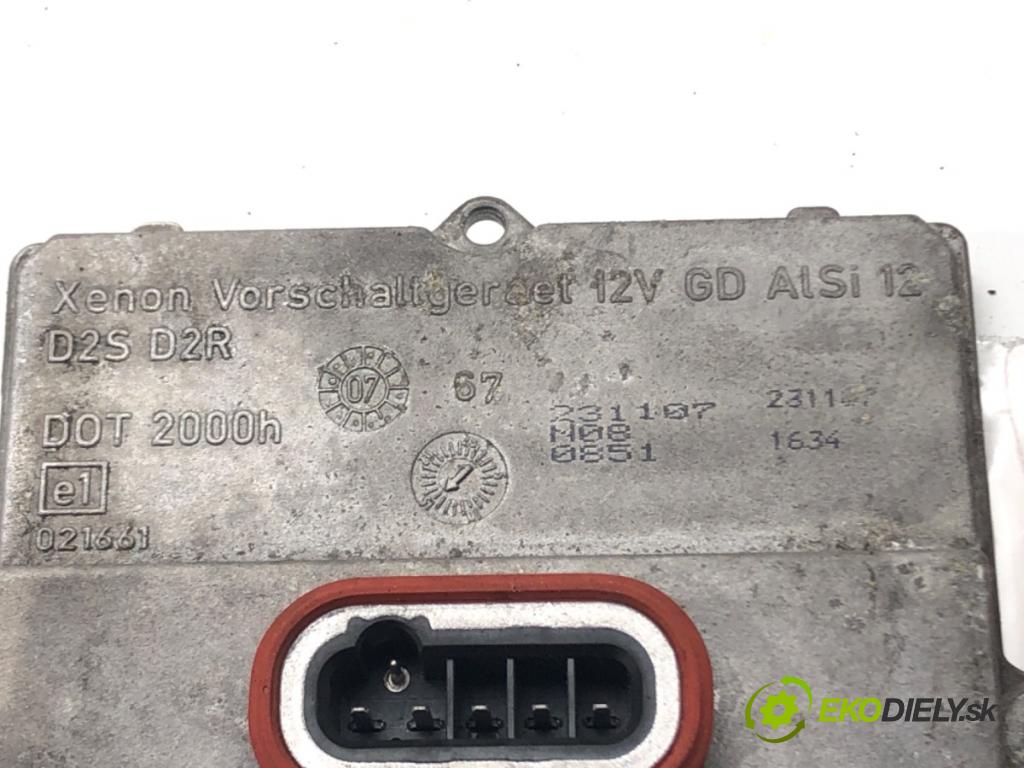 Xenon Vorschaltgeraet 12V GD AlSi 12
D2S D2R
07
67
DOT 2000h
231107
M08
0851
1634
e1
021661
EKODIELY.sk